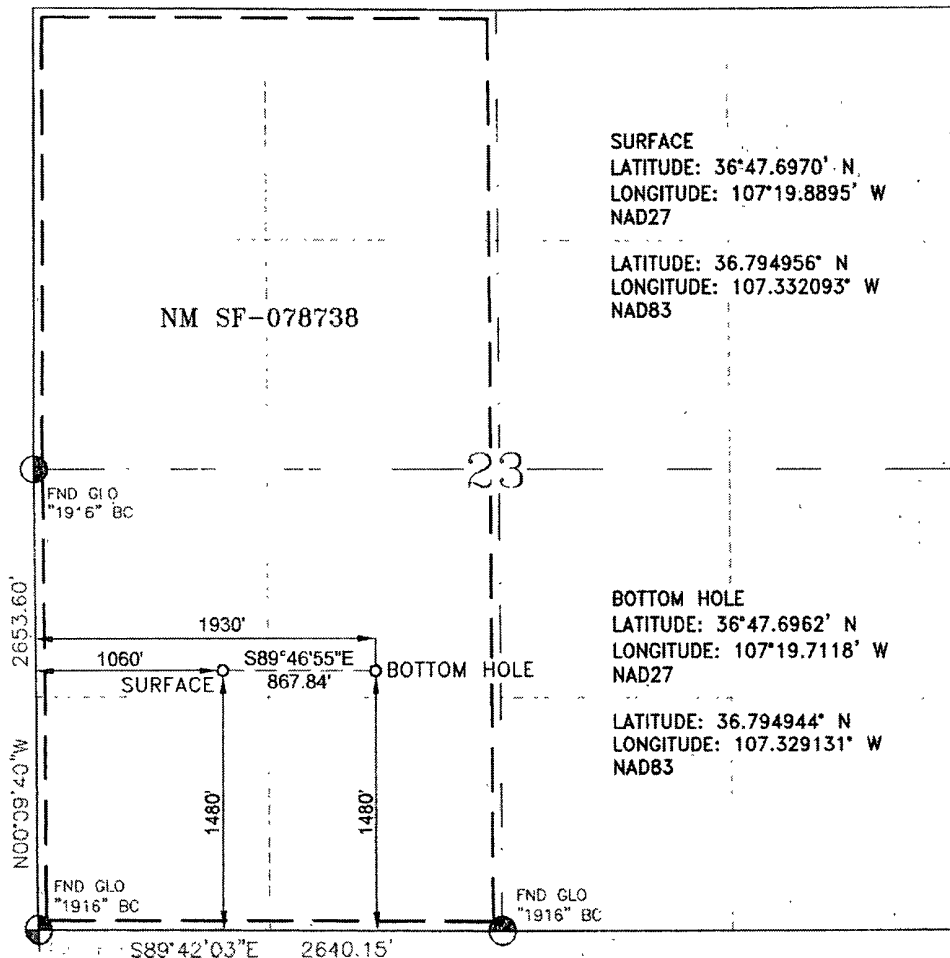 SURFACE
LATITUDE: 36°47.6970' N
LONGITUDE: 107°19.8895' W
NAD27
LATITUDE: 36.794956° N
LONGITUDE: 107.332093° W
NAD83
NM SF-078738
23
FND GLO
"1916" BC
2653.60'
N00°09'40"W
1930'
1060'
S89°46'55"E
867.84'
SURFACE
BOTTOM HOLE
1480'
1480'
BOTTOM HOLE
LATITUDE: 36°47.6962' N
LONGITUDE: 107°19.7118' W
NAD27
LATITUDE: 36.794944° N
LONGITUDE: 107.329131° W
NAD83
FND GLO
"1916" BC
FND GLO
"1916" BC
S89°42'03"E 2640.15'